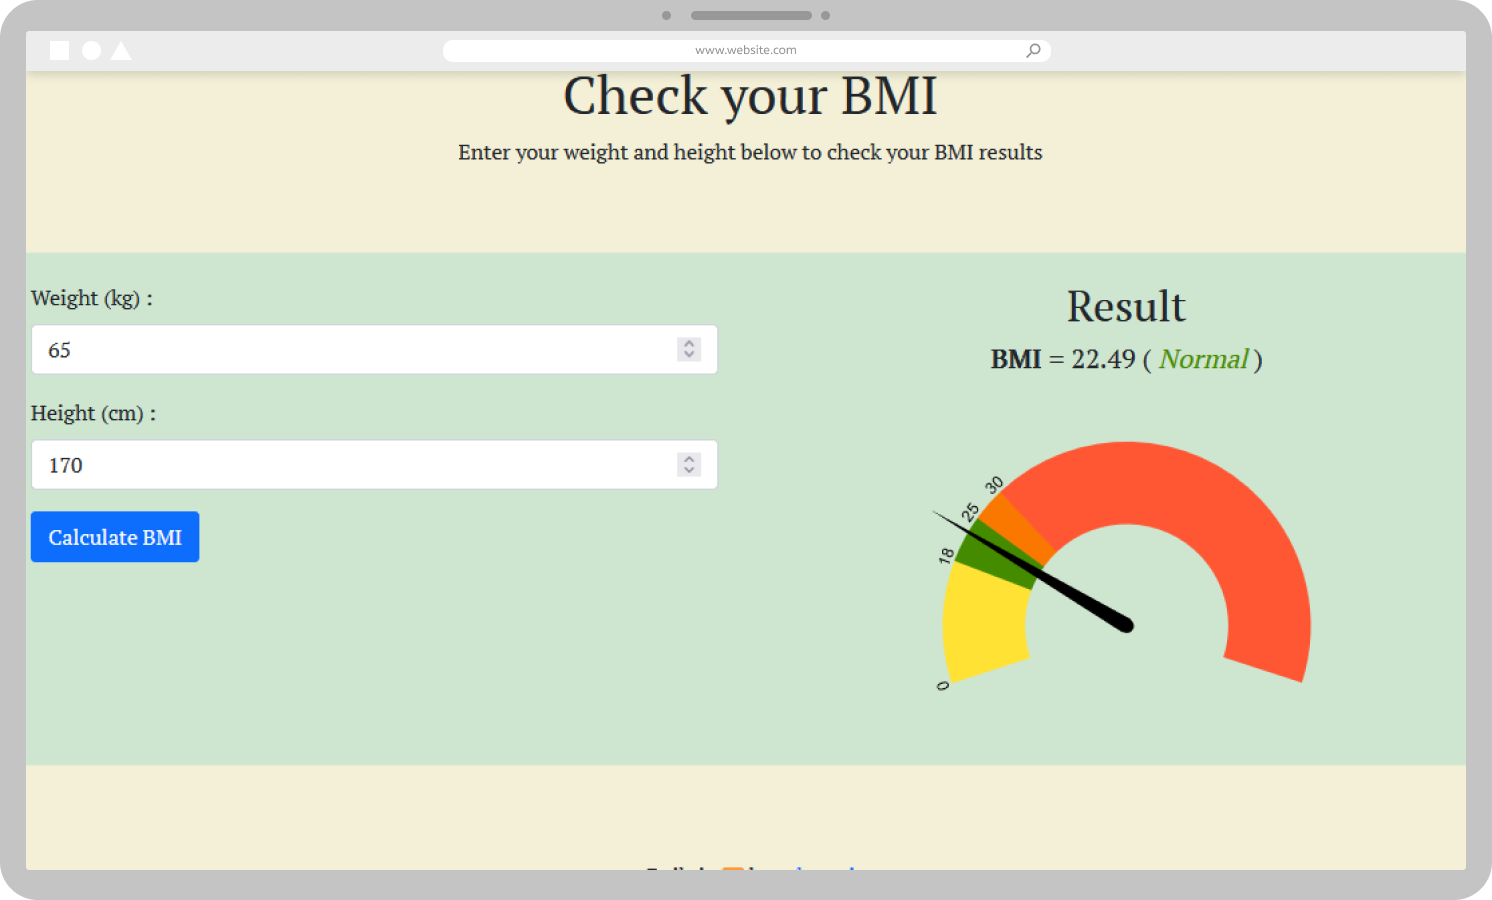 www.website.com
Check your BMI
Enter your weight and height below to check your BMI results
Weight (kg) :
65
Height (cm) :
170
Calculate BMI
Result
BMI = 22.49 ( Normal )
0
18
25
30